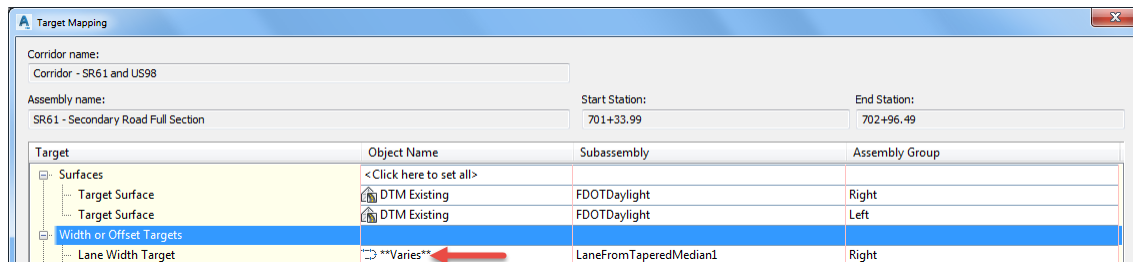 Target Mapping
Corridor name:
Corridor - SR61 and US98
Assembly name:
Start Station:
End Station:
SR61 - Secondary Road Full Section
701+33.99
702+96.49
Target Object Name Subassembly Assembly Group
Surfaces <Click here to set all>
Target Surface DTM Existing FDOTDaylight Right
Target Surface DTM Existing FDOTDaylight Left
Width or Offset Targets
Lane Width Target **Varies** LaneFromTaperedMedian1 Right